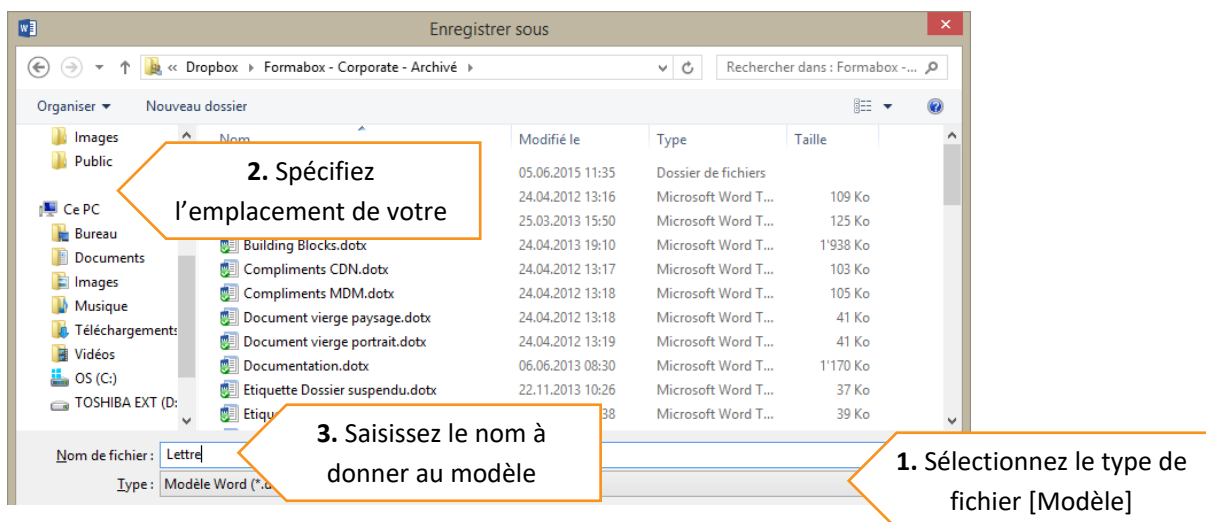 Enregistrer sous
« Dropbox ▸ Formabox - Corporate - Archivé ▸
Rechercher dans : Formabox -...
Organiser ▼ Nouveau dossier
Images
Public
Ce PC
Bureau
Documents
Images
Musique
Téléchargements
Vidéos
OS (C:)
TOSHIBA EXT (D:
Nom Modifié le Type Taille
05.06.2015 11:35 Dossier de fichiers
24.04.2012 13:16 Microsoft Word T... 109 Ko
25.03.2013 15:50 Microsoft Word T... 125 Ko
Building Blocks.dotx 24.04.2013 19:10 Microsoft Word T... 1'938 Ko
Compliments CDN.dotx 24.04.2012 13:17 Microsoft Word T... 103 Ko
Compliments MDM.dotx 24.04.2012 13:18 Microsoft Word T... 105 Ko
Document vierge paysage.dotx 24.04.2012 13:18 Microsoft Word T... 41 Ko
Document vierge portrait.dotx 24.04.2012 13:19 Microsoft Word T... 41 Ko
Documentation.dotx 06.06.2013 08:30 Microsoft Word T... 1'170 Ko
Etiquette Dossier suspendu.dotx 22.11.2013 10:26 Microsoft Word T... 37 Ko
Etiqu 38 Microsoft Word T... 39 Ko
2. Spécifiez
l'emplacement de votre
3. Saisissez le nom à
donner au modèle
Nom de fichier : Lettre
Type : Modèle Word (*.d
1. Sélectionnez le type de
fichier [Modèle]